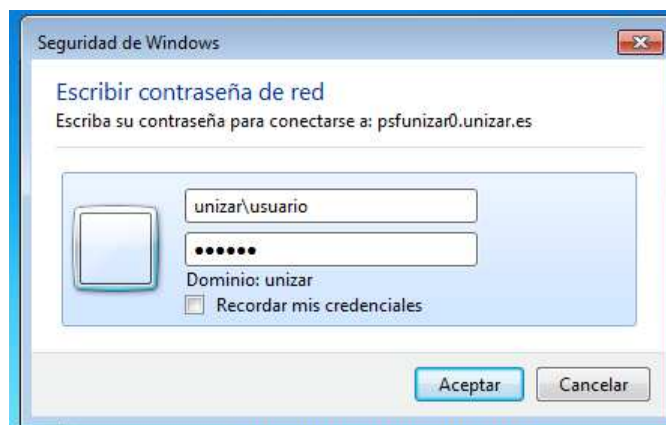 Seguridad de Windows
Escribir contraseña de red
Escriba su contraseña para conectarse a: psfunizar0.unizar.es
unizar\usuario
●●●●●●
Dominio: unizar
Recordar mis credenciales
Aceptar
Cancelar